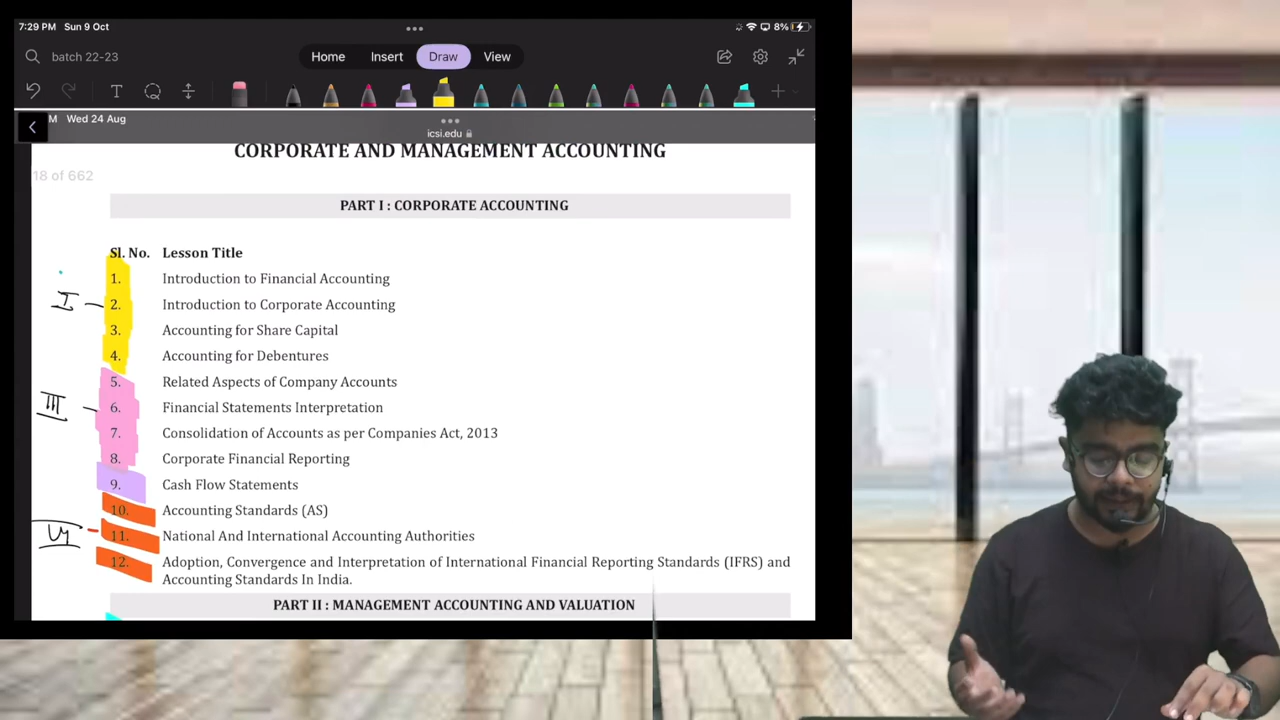 7:29 PM Sun 9 Oct
8%
batch 22-23
Home Insert Draw View
T
M Wed 24 Aug
icsi.edu
CORPORATE AND MANAGEMENT ACCOUNTING
18 of 662
PART I : CORPORATE ACCOUNTING
Sl. No. Lesson Title
1. Introduction to Financial Accounting
I 2. Introduction to Corporate Accounting
3. Accounting for Share Capital
4. Accounting for Debentures
5. Related Aspects of Company Accounts
III 6. Financial Statements Interpretation
7. Consolidation of Accounts as per Companies Act, 2013
8. Corporate Financial Reporting
9. Cash Flow Statements
10. Accounting Standards (AS)
11. National And International Accounting Authorities
12. Adoption, Convergence and Interpretation of International Financial Reporting Standards (IFRS) and
Accounting Standards In India.
PART II : MANAGEMENT ACCOUNTING AND VALUATION